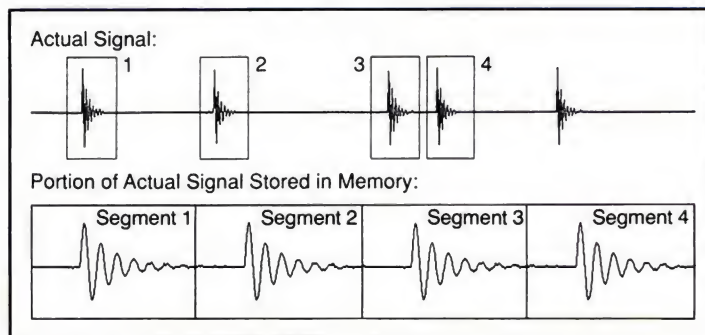 Actual Signal:
1 2 3 4
Portion of Actual Signal Stored in Memory:
Segment 1 Segment 2 Segment 3 Segment 4